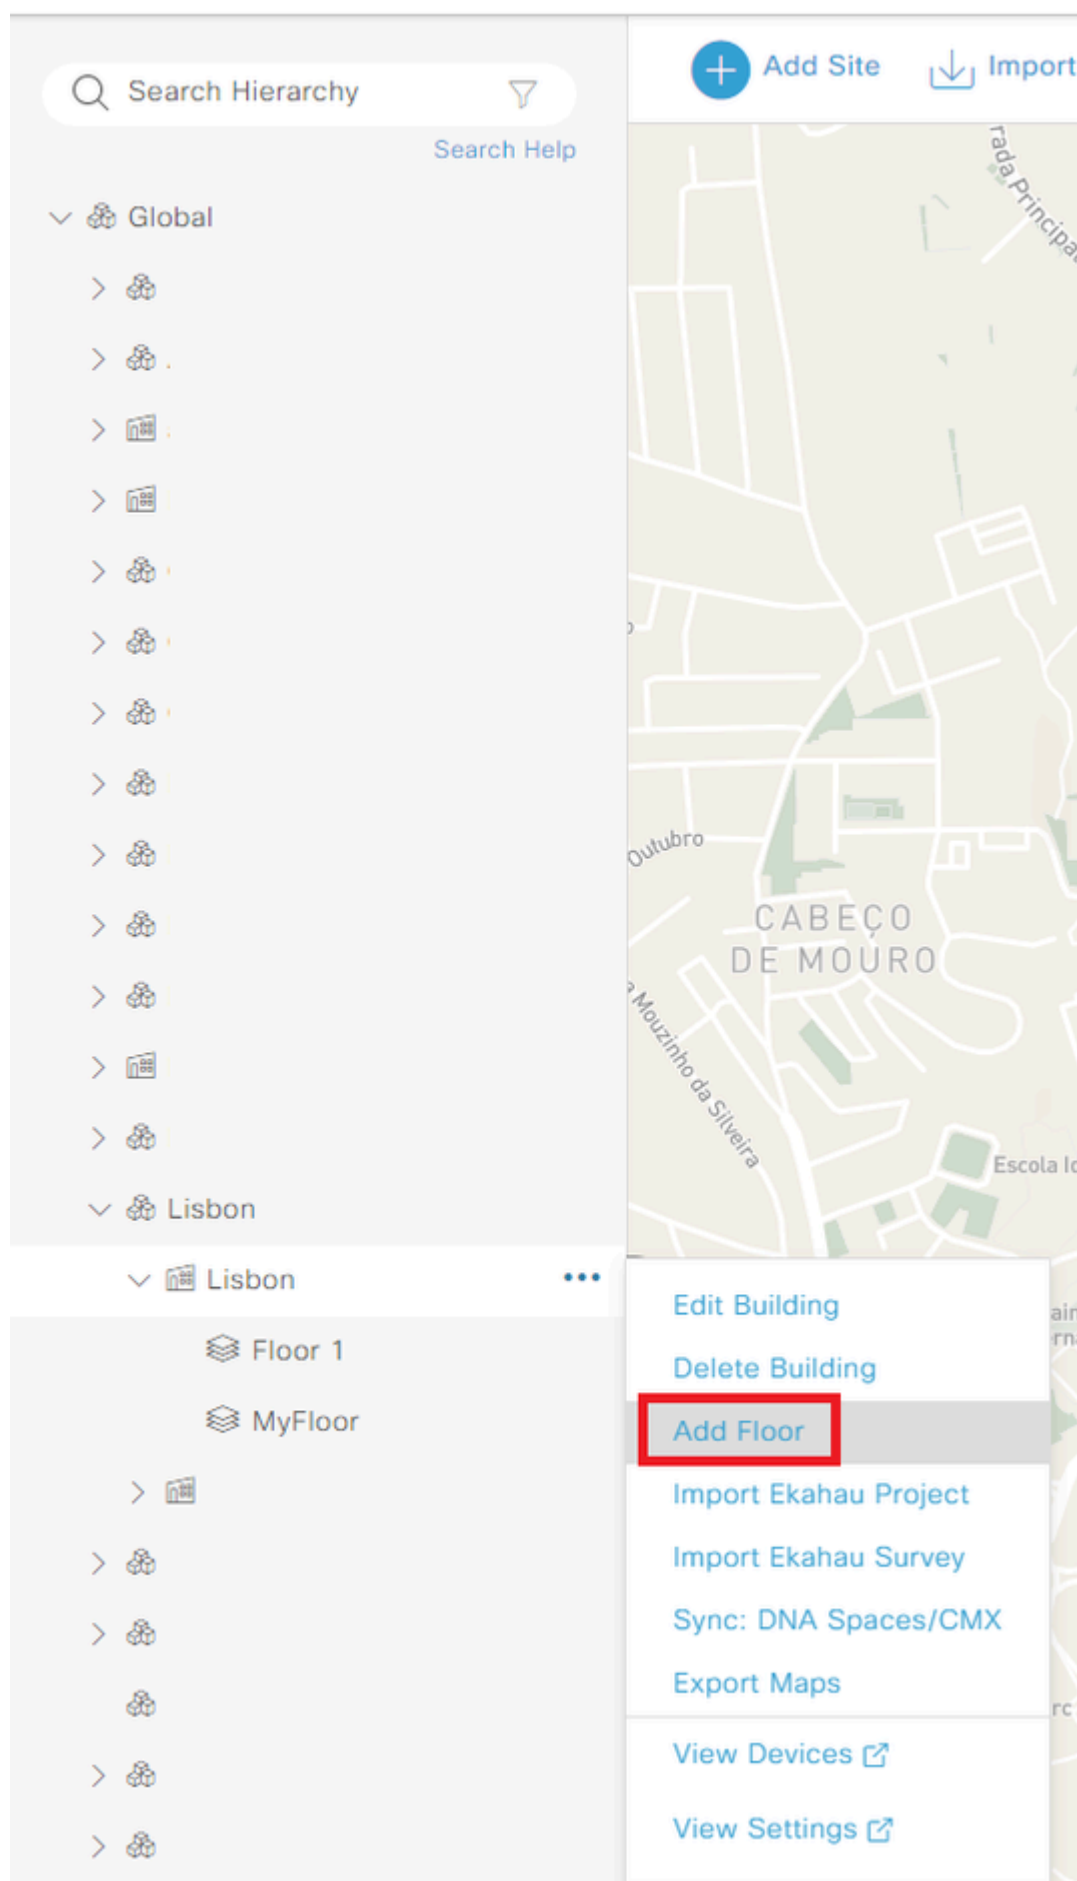 Search Hierarchy
Add Site
Import
Search Help
Global
Lisbon
Lisbon
Floor 1
MyFloor
rada Principa
Outubro
CABEÇO
DE MOURO
a Mouzinho da Silveira
Escola
Edit Building
Delete Building
Add Floor
Import Ekahau Project
Import Ekahau Survey
Sync: DNA Spaces/CMX
Export Maps
View Devices
View Settings